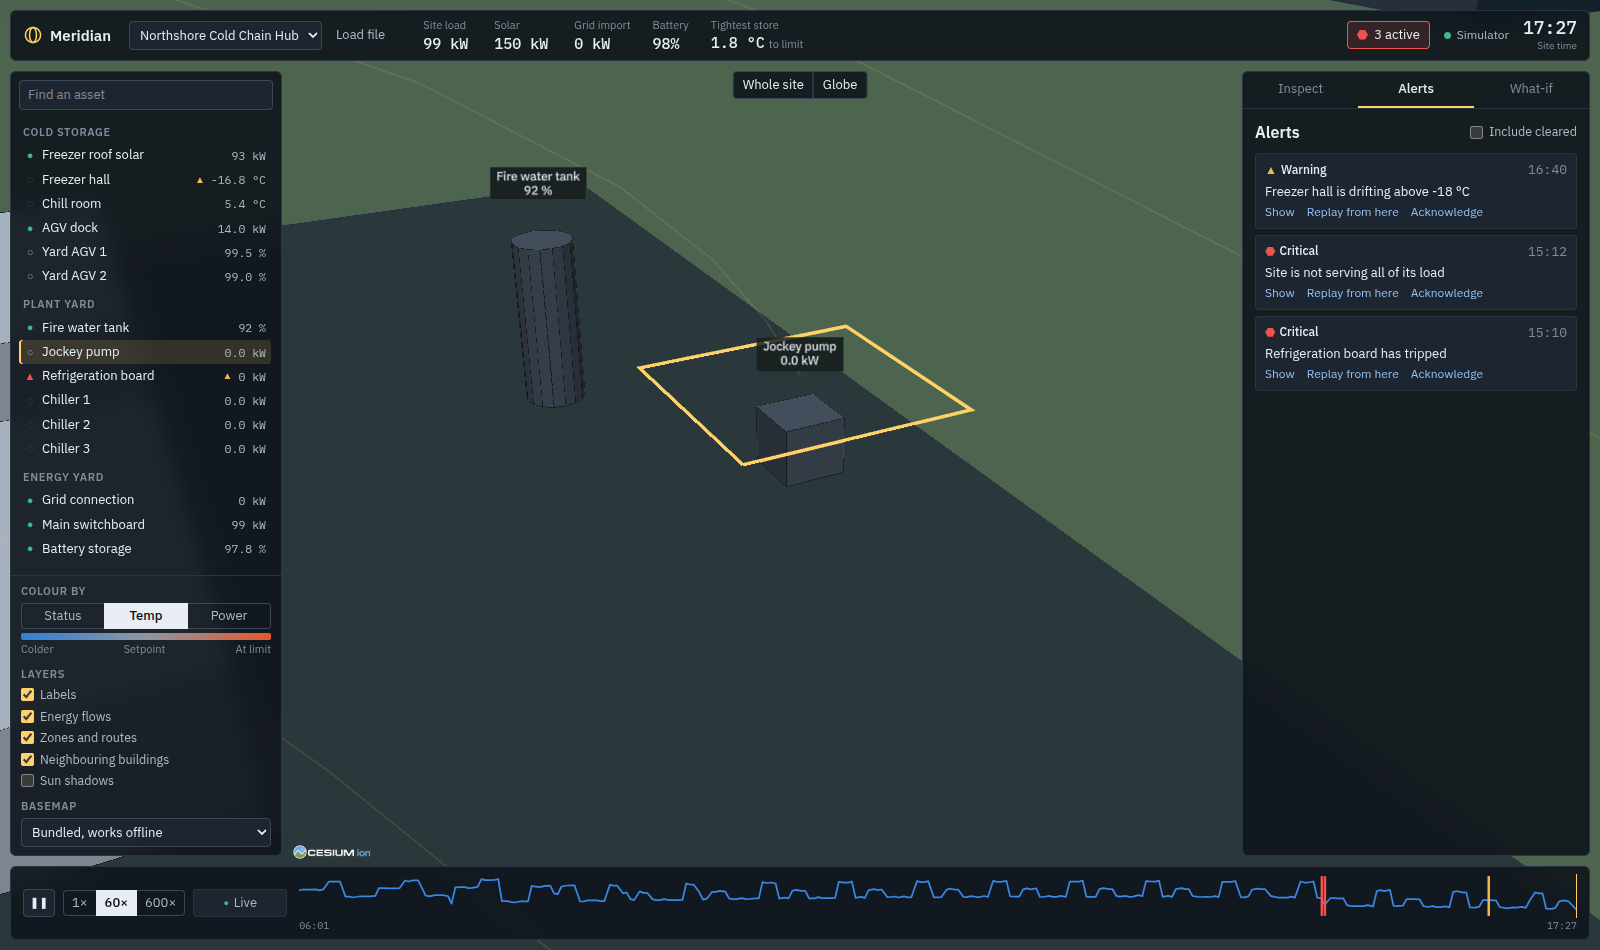 Meridian
Northshore Cold Chain Hub
Load file
Site load
99 kW
Solar
150 kW
Grid import
0 kW
Battery
98%
Tightest store
1.8 °C to limit
3 active
Simulator
17:27
Site time
Find an asset
COLD STORAGE
Freezer roof solar 93 kW
Freezer hall -16.8 °C
Chill room 5.4 °C
AGV dock 14.0 kW
Yard AGV 1 99.5 %
Yard AGV 2 99.0 %
PLANT YARD
Fire water tank 92 %
Jockey pump 0.0 kW
Refrigeration board 0 kW
Chiller 1 0.0 kW
Chiller 2 0.0 kW
Chiller 3 0.0 kW
ENERGY YARD
Grid connection 0 kW
Main switchboard 99 kW
Battery storage 97.8 %
COLOUR BY
Status Temp Power
Colder Setpoint At limit
LAYERS
Labels
Energy flows
Zones and routes
Neighbouring buildings
Sun shadows
BASEMAP
Bundled, works offline
Whole site Globe
Fire water tank
92 %
Jockey pump
0.0 kW
CESIUM ion
Inspect Alerts What-if
Alerts
Include cleared
Warning 16:40
Freezer hall is drifting above -18 °C
Show Replay from here Acknowledge
Critical 15:12
Site is not serving all of its load
Show Replay from here Acknowledge
Critical 15:10
Refrigeration board has tripped
Show Replay from here Acknowledge
1× 60× 600×
Live
06:01 17:27